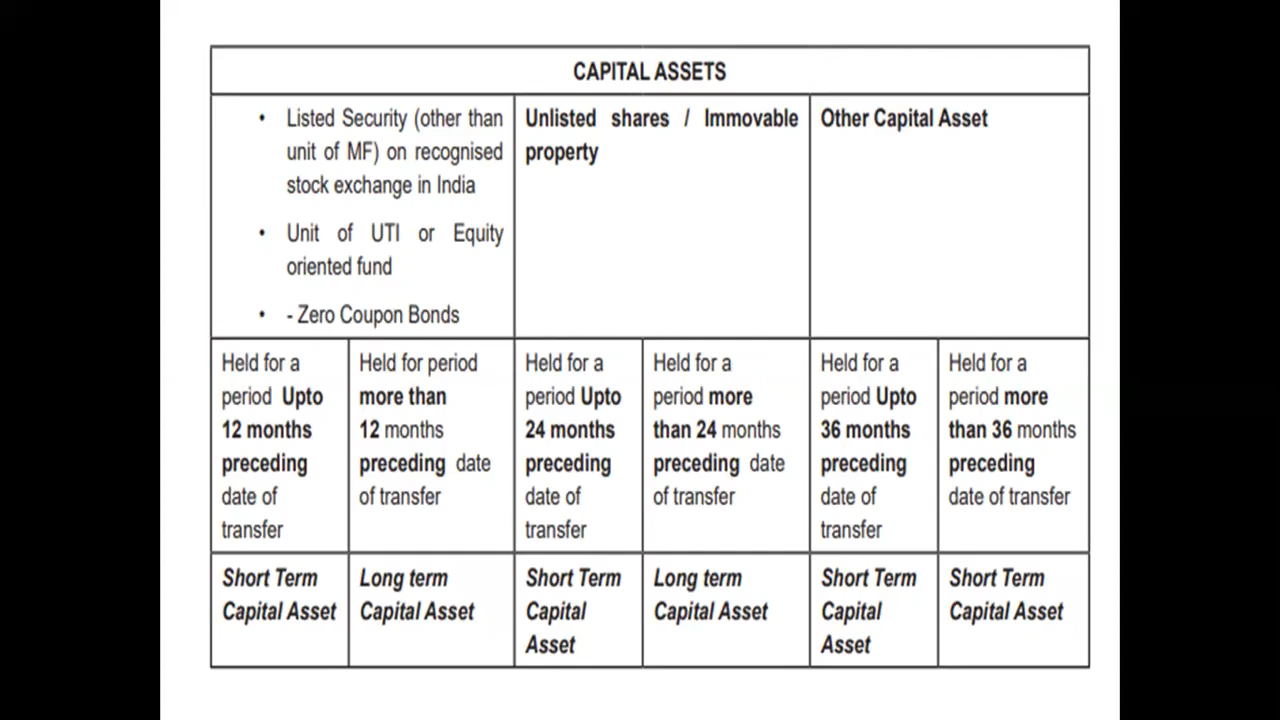 CAPITAL ASSETS
• Listed Security (other than
unit of MF) on recognised
stock exchange in India
• Unit of UTI or Equity
oriented fund
• - Zero Coupon Bonds
Unlisted shares / Immovable
property
Other Capital Asset
Held for a
period Upto
12 months
preceding
date of
transfer
Held for period
more than
12 months
preceding date
of transfer
Held for a
period Upto
24 months
preceding
date of
transfer
Held for a
period more
than 24 months
preceding date
of transfer
Held for a
period Upto
36 months
preceding
date of
transfer
Held for a
period more
than 36 months
preceding
date of transfer
Short Term
Capital Asset
Long term
Capital Asset
Short Term
Capital
Asset
Long term
Capital Asset
Short Term
Capital
Asset
Short Term
Capital Asset